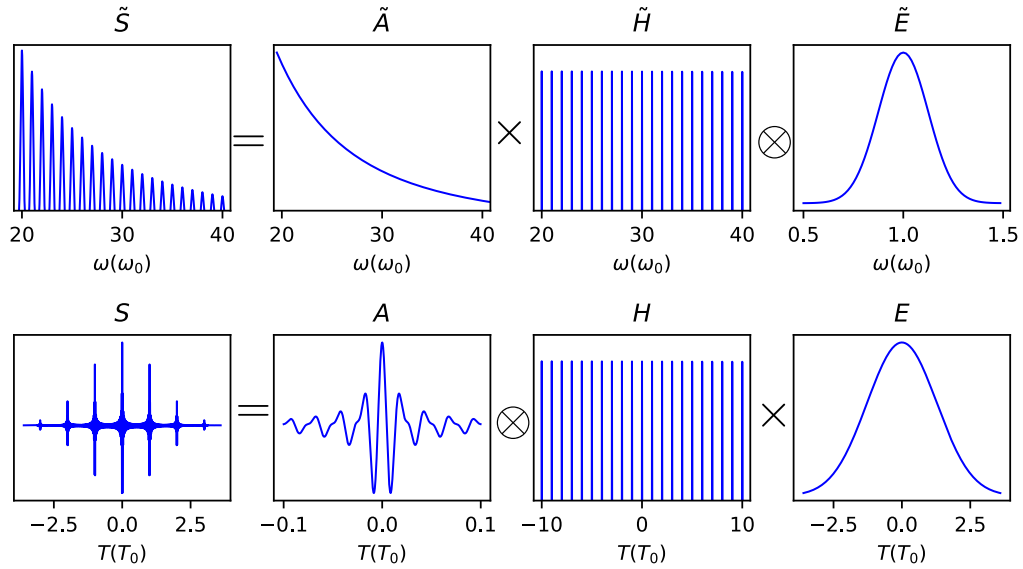 S̃ Ã H̃ Ẽ
= × ⊗
20 30 40 20 30 40 20 30 40 0.5 1.0 1.5
ω(ω₀) ω(ω₀) ω(ω₀) ω(ω₀)
S A H E
= ⊗ ×
−2.5 0.0 2.5 −0.1 0.0 0.1 −10 0 10 −2.5 0.0 2.5
T(T₀) T(T₀) T(T₀) T(T₀)